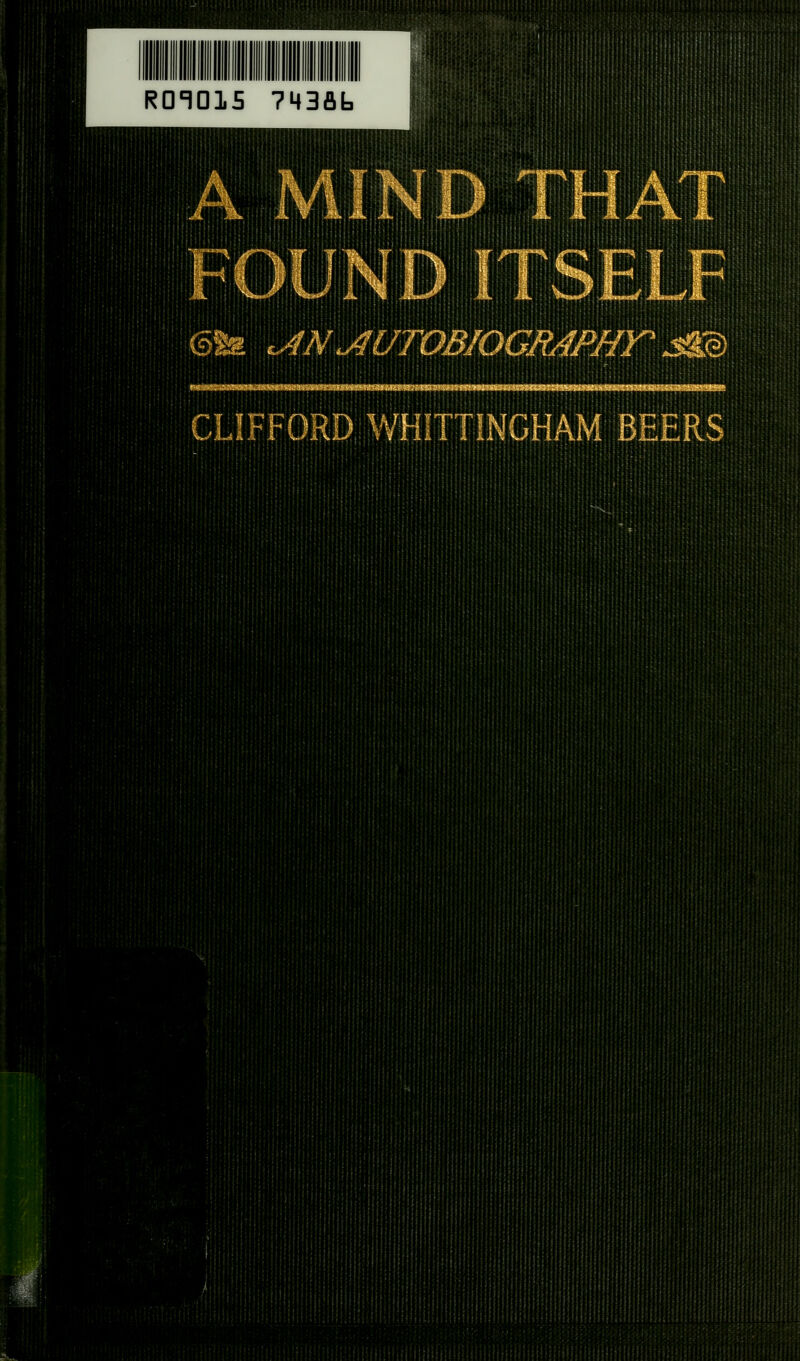 R09015 74386
A MIND THAT
FOUND ITSELF
AN AUTOBIOGRAPHY
CLIFFORD WHITTINGHAM BEERS